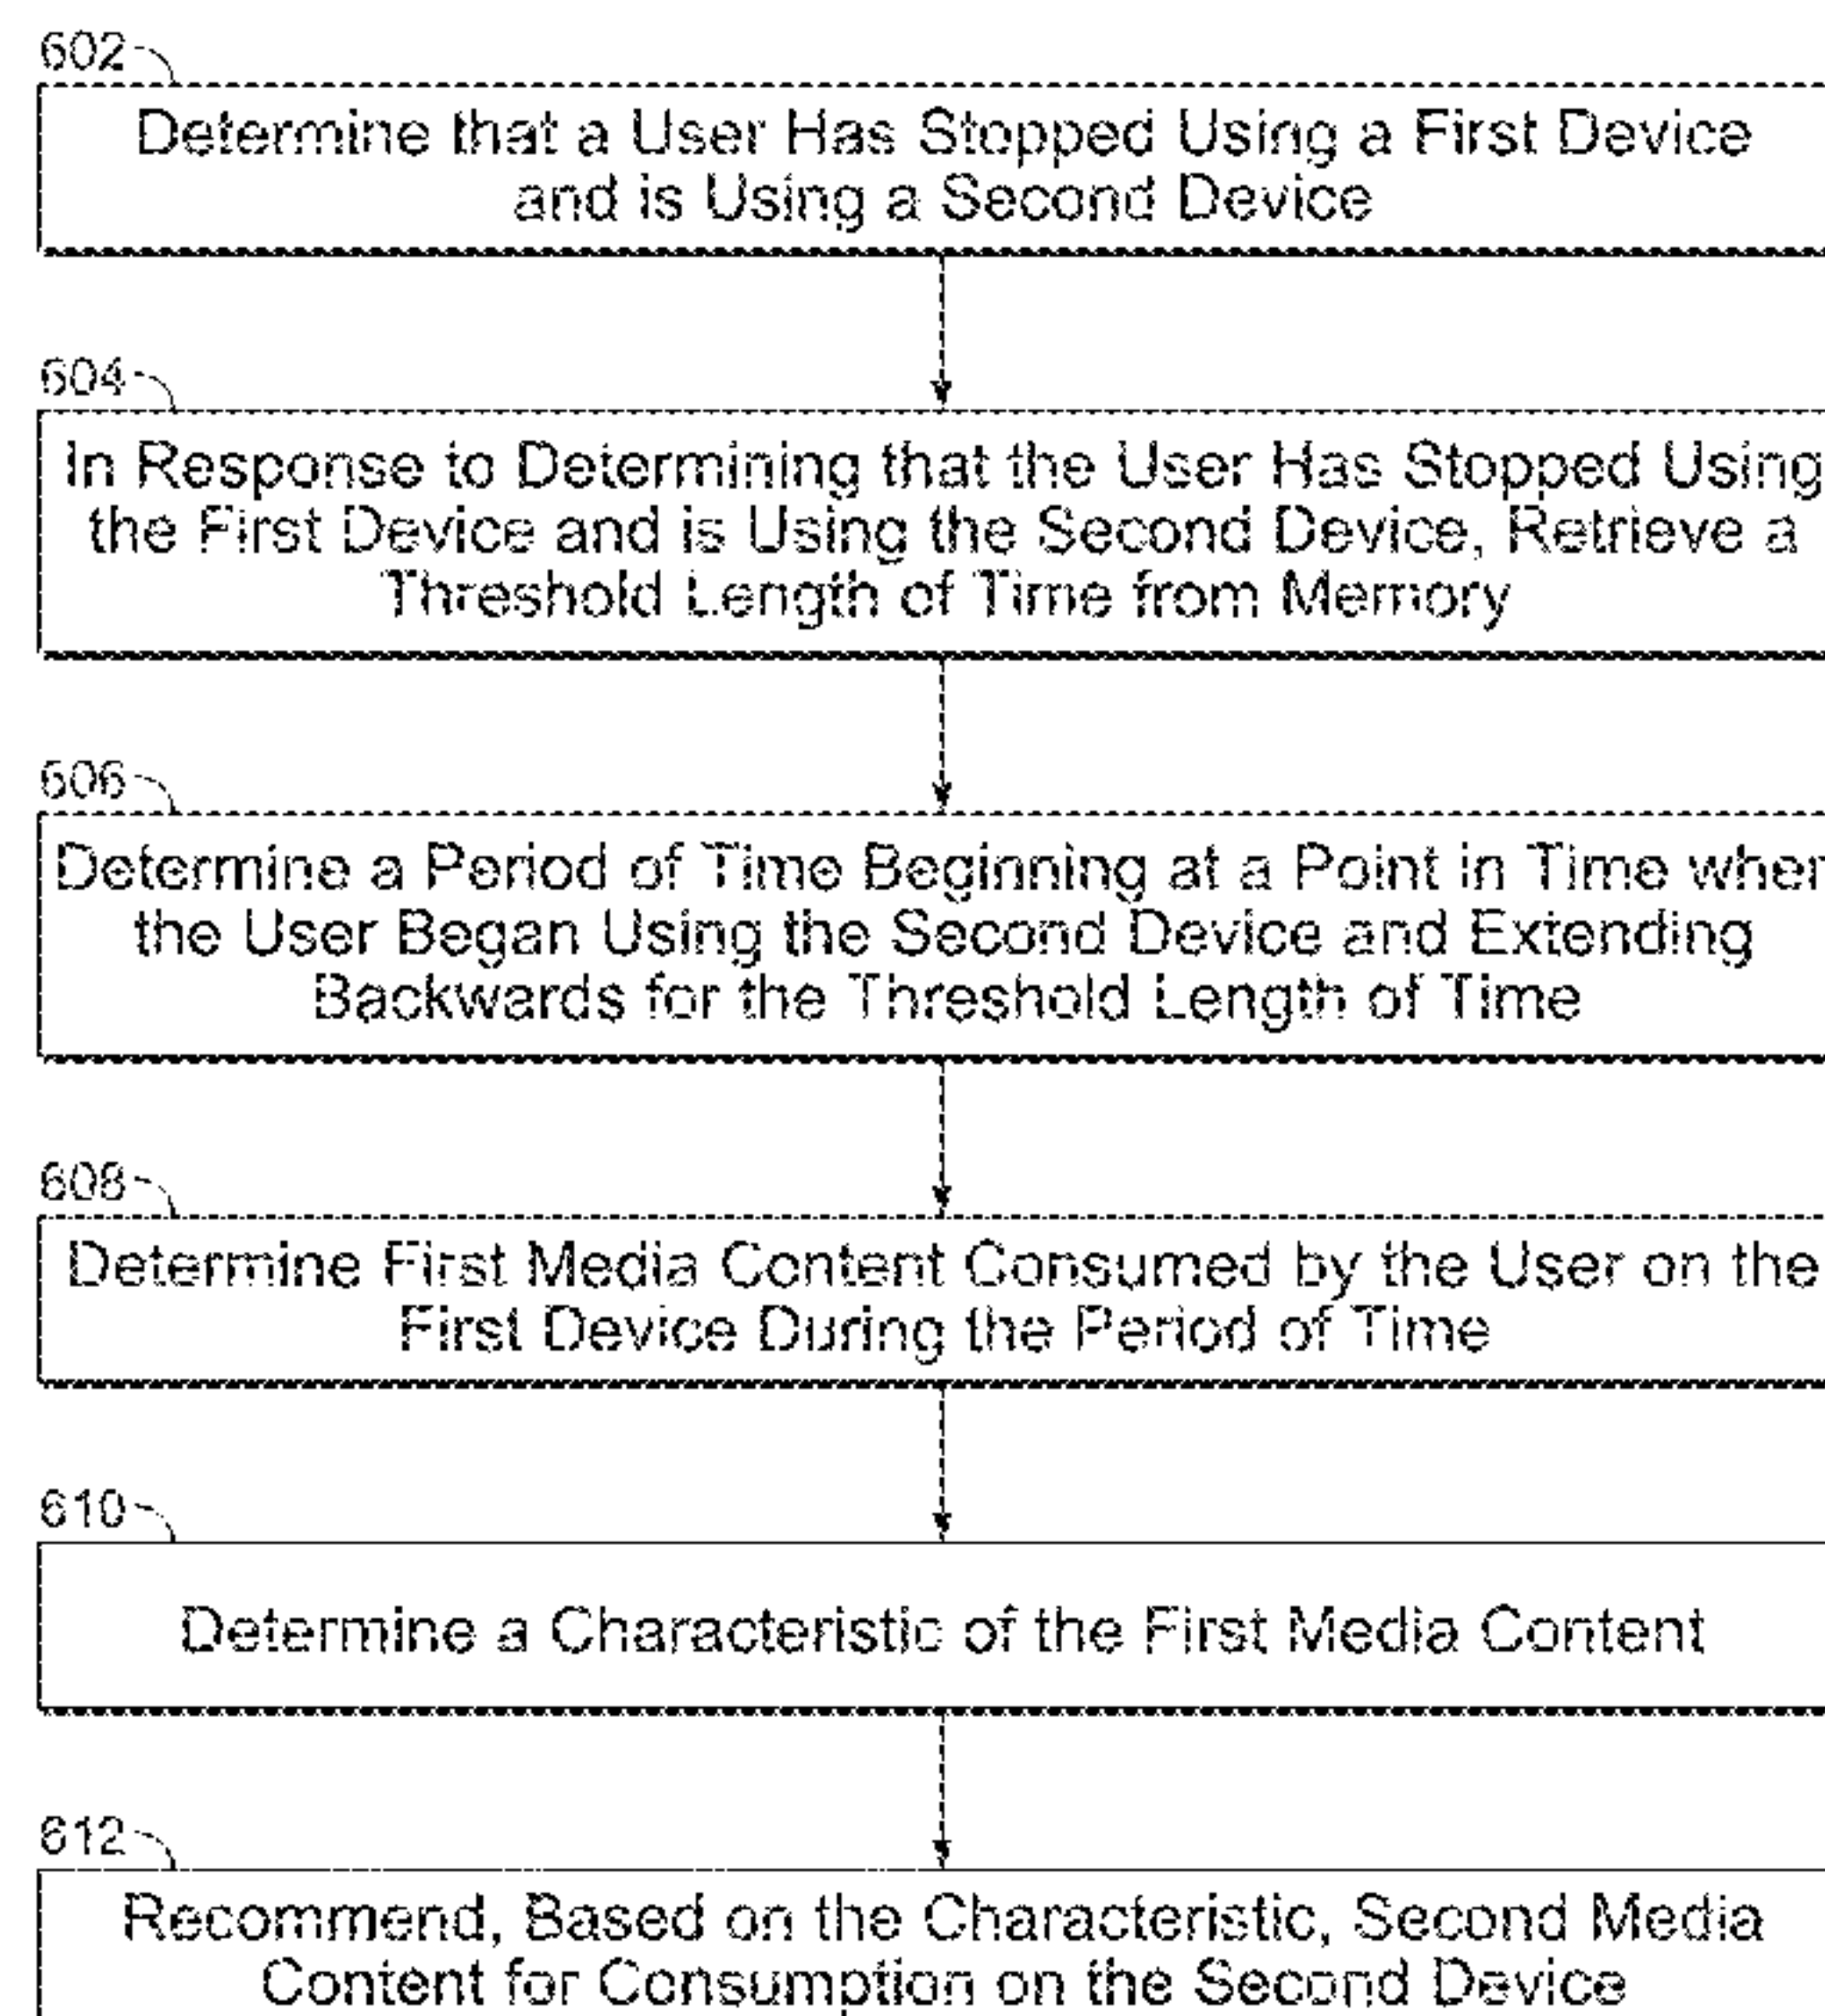 602
Determine that a User Has Stopped Using a First Device
and is Using a Second Device
604
In Response to Determining that the User Has Stopped Using
the First Device and is Using the Second Device, Retrieve a
Threshold Length of Time from Memory
606
Determine a Period of Time Beginning at a Point in Time when
the User Began Using the Second Device and Extending
Backwards for the Threshold Length of Time
608
Determine First Media Content Consumed by the User on the
First Device During the Period of Time
610
Determine a Characteristic of the First Media Content
612
Recommend, Based on the Characteristic, Second Media
Content for Consumption on the Second Device